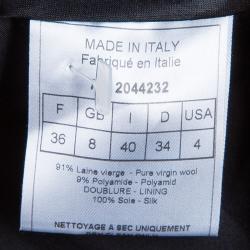 MADE IN ITALY
Fabriqué en Italie
2044232
F GB I D USA
36 8 40 34 4
91% Laine vierge - Pure virgin wool
9% Polyamide - Polyamid
DOUBLURE - LINING
100% Soie - Silk
NETTOYAGE A SEC UNIQUEMENT